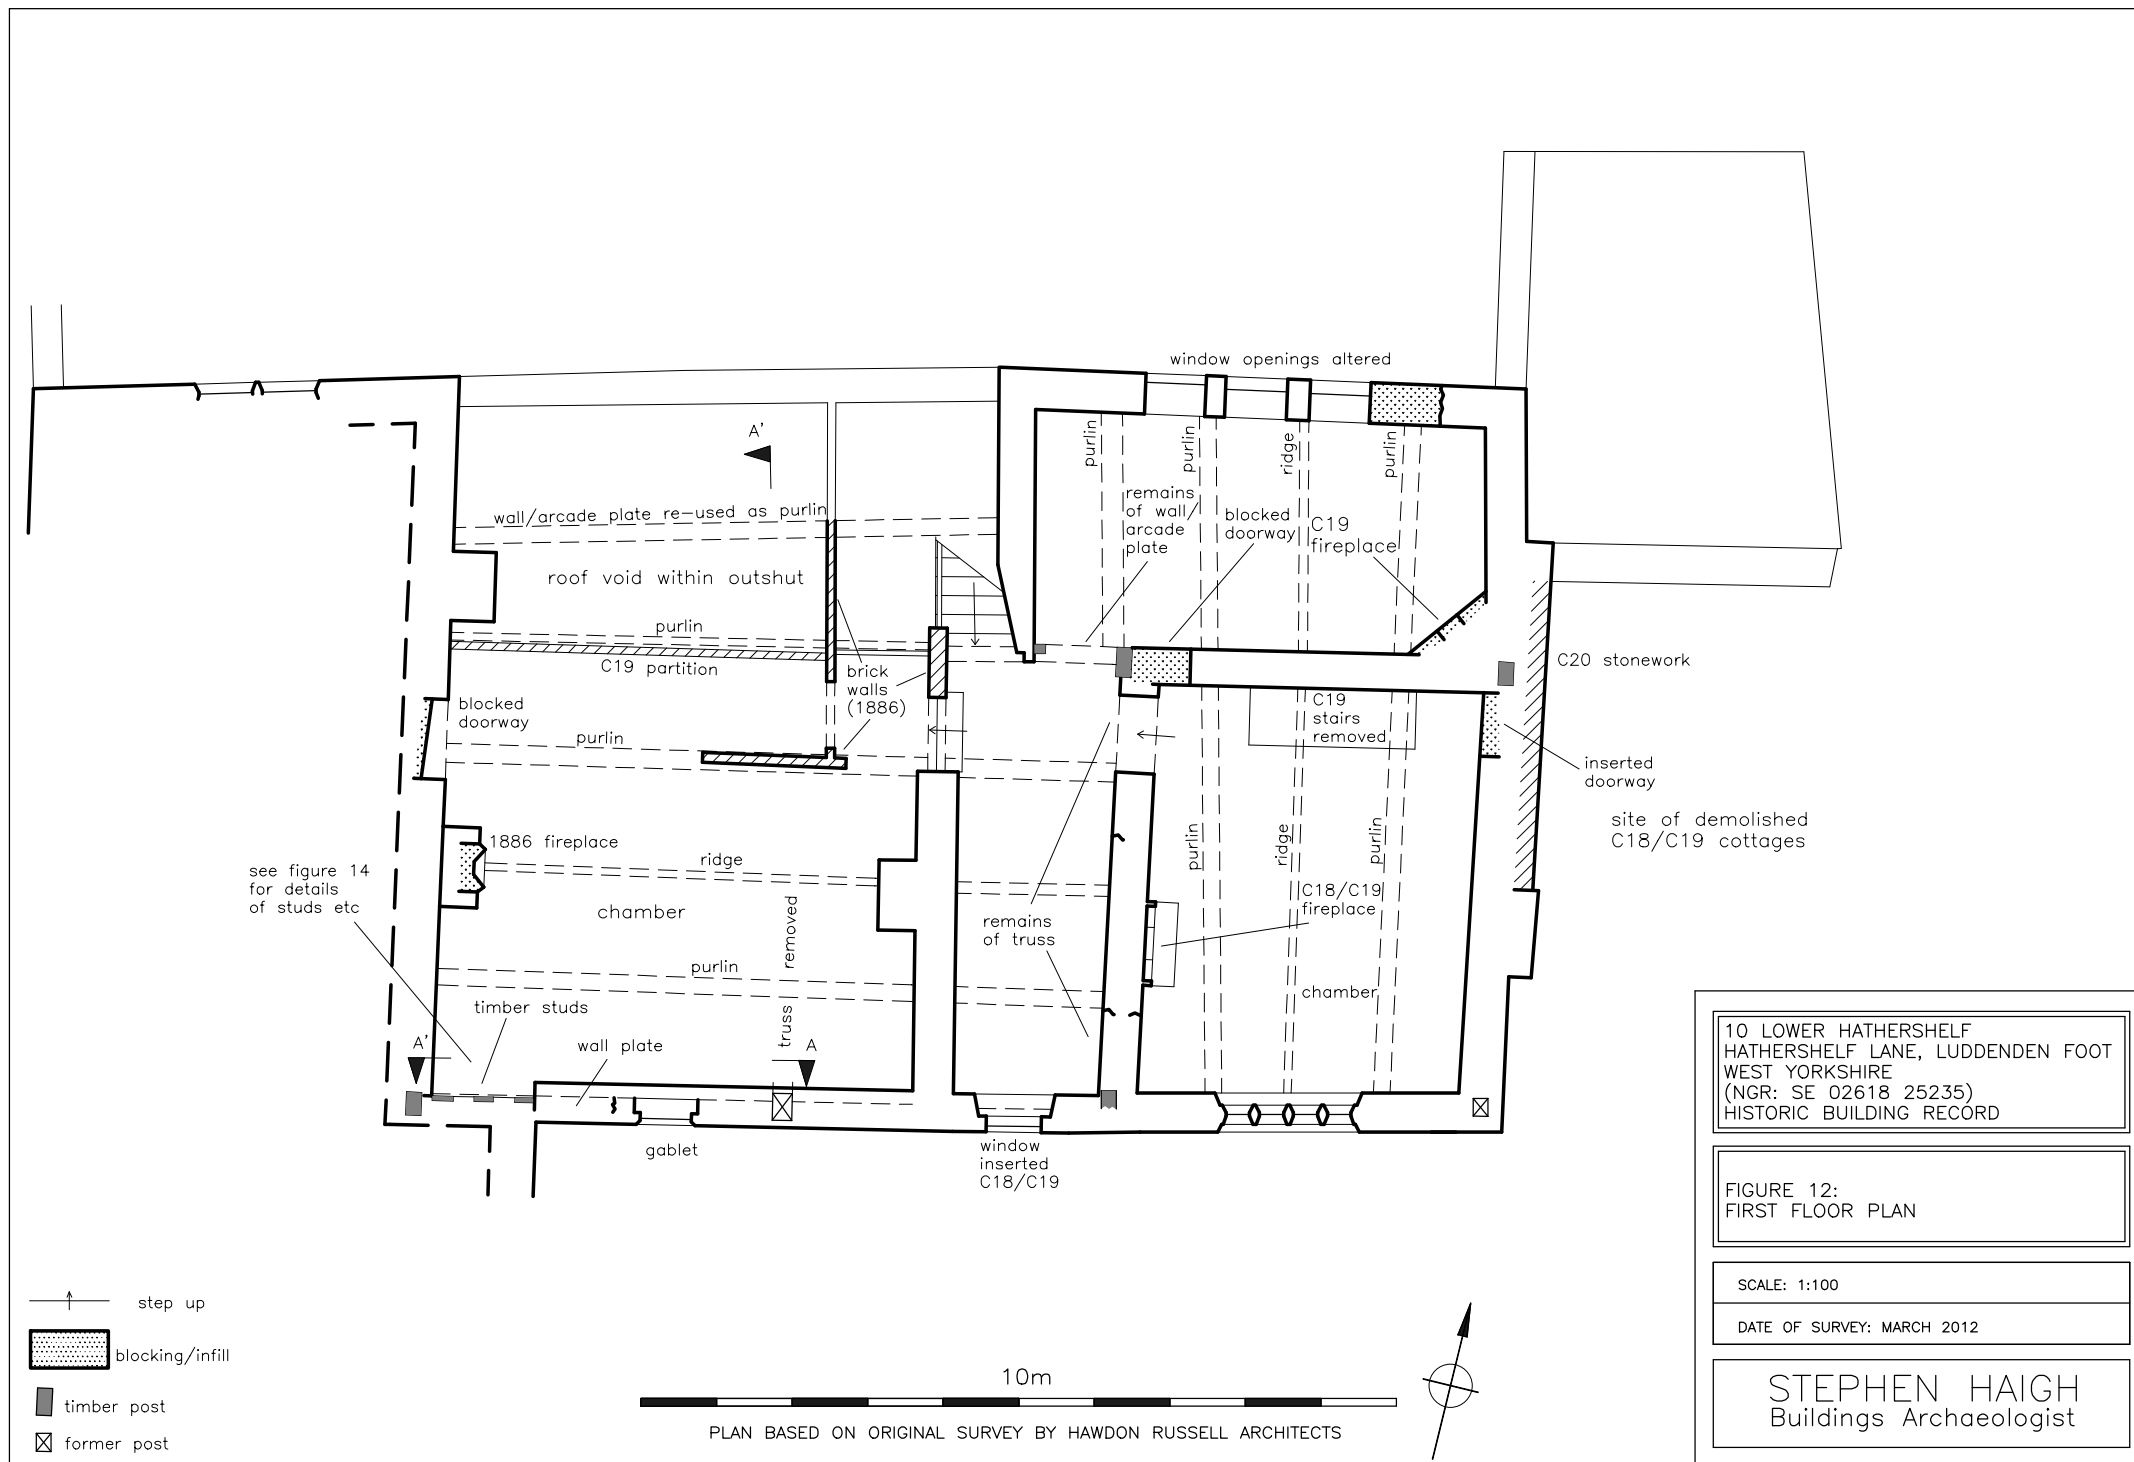 window openings altered
purlin
purlin
ridge
purlin
A'
wall/arcade plate re-used as purlin
remains
of wall/
arcade
plate
blocked
doorway
C19
fireplace
roof void within outshut
purlin
C19 partition
brick
walls
(1886)
C20 stonework
blocked
doorway
C19
stairs
removed
purlin
inserted
doorway
site of demolished
C18/C19 cottages
1886 fireplace
ridge
purlin
ridge
purlin
see figure 14
for details
of studs etc
chamber
truss removed
remains
of truss
C18/C19
fireplace
purlin
chamber
timber studs
A'
wall plate
A
gablet
window
inserted
C18/C19
10 LOWER HATHERSHELF
HATHERSHELF LANE, LUDDENDEN FOOT
WEST YORKSHIRE
(NGR: SE 02618 25235)
HISTORIC BUILDING RECORD
FIGURE 12:
FIRST FLOOR PLAN
SCALE: 1:100
DATE OF SURVEY: MARCH 2012
STEPHEN HAIGH
Buildings Archaeologist
step up
blocking/infill
timber post
former post
10m
PLAN BASED ON ORIGINAL SURVEY BY HAWDON RUSSELL ARCHITECTS